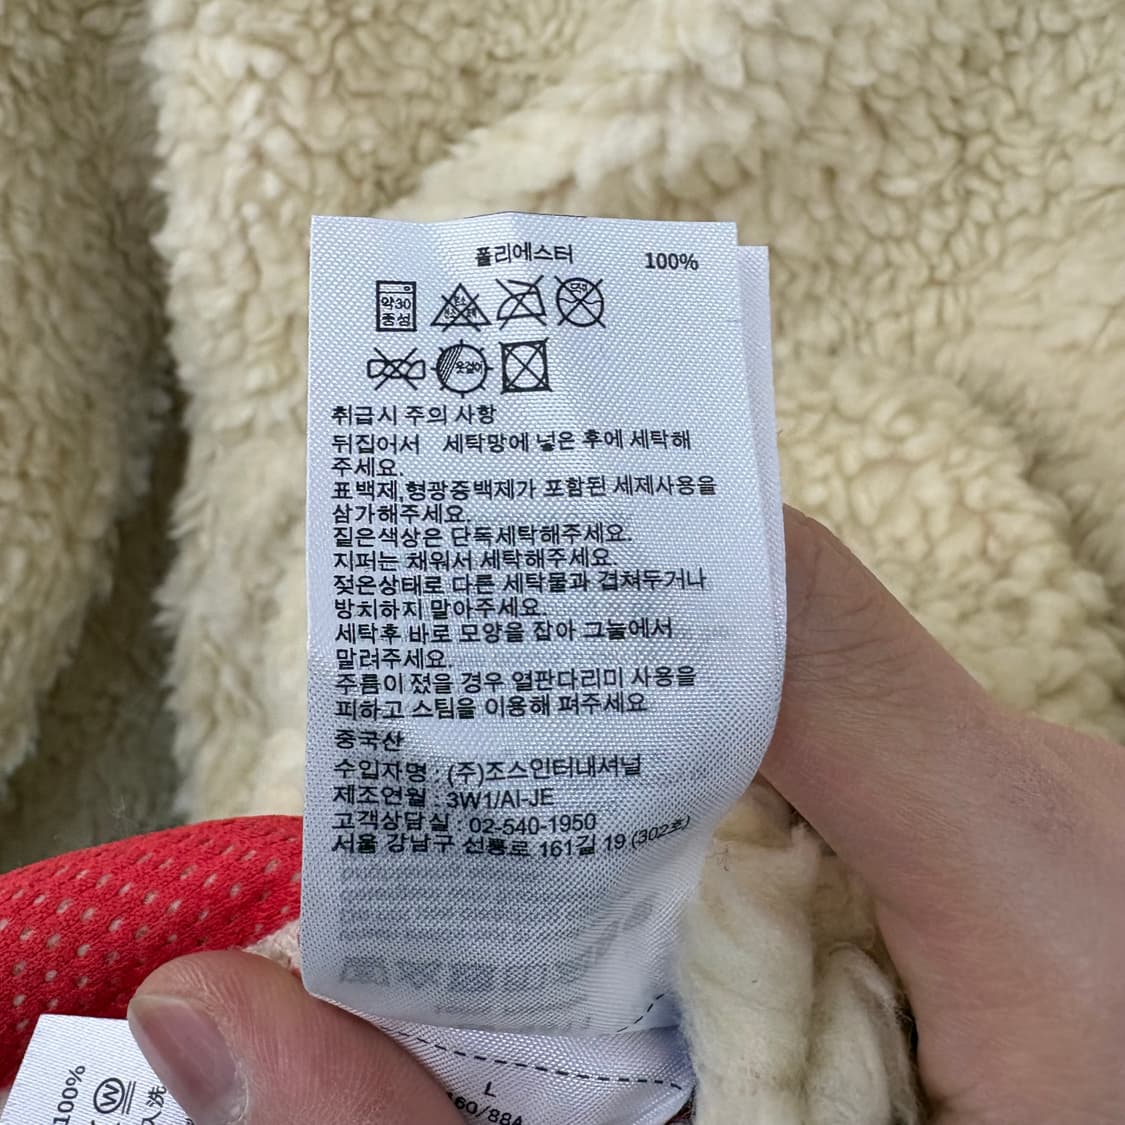 폴리에스터 100%
약30
중성
옷걸이
취급시 주의 사항
뒤집어서 세탁망에 넣은 후에 세탁해
주세요.
표백제,형광증백제가 포함된 세제사용을
삼가해주세요.
짙은색상은 단독세탁해주세요.
지퍼는 채워서 세탁해주세요.
젖은상태로 다른 세탁물과 겹쳐두거나
방치하지 말아주세요.
세탁후 바로 모양을 잡아 그늘에서
말려주세요.
주름이 졌을 경우 열판다리미 사용을
피하고 스팀을 이용해 펴주세요
중국산
수입자명 : (주)조스인터내셔널
제조연월 : 3W1/AI-JE
고객상담실 02-540-1950
서울 강남구 선릉로 161길 19 (302호)
L
160/88A
100%
W